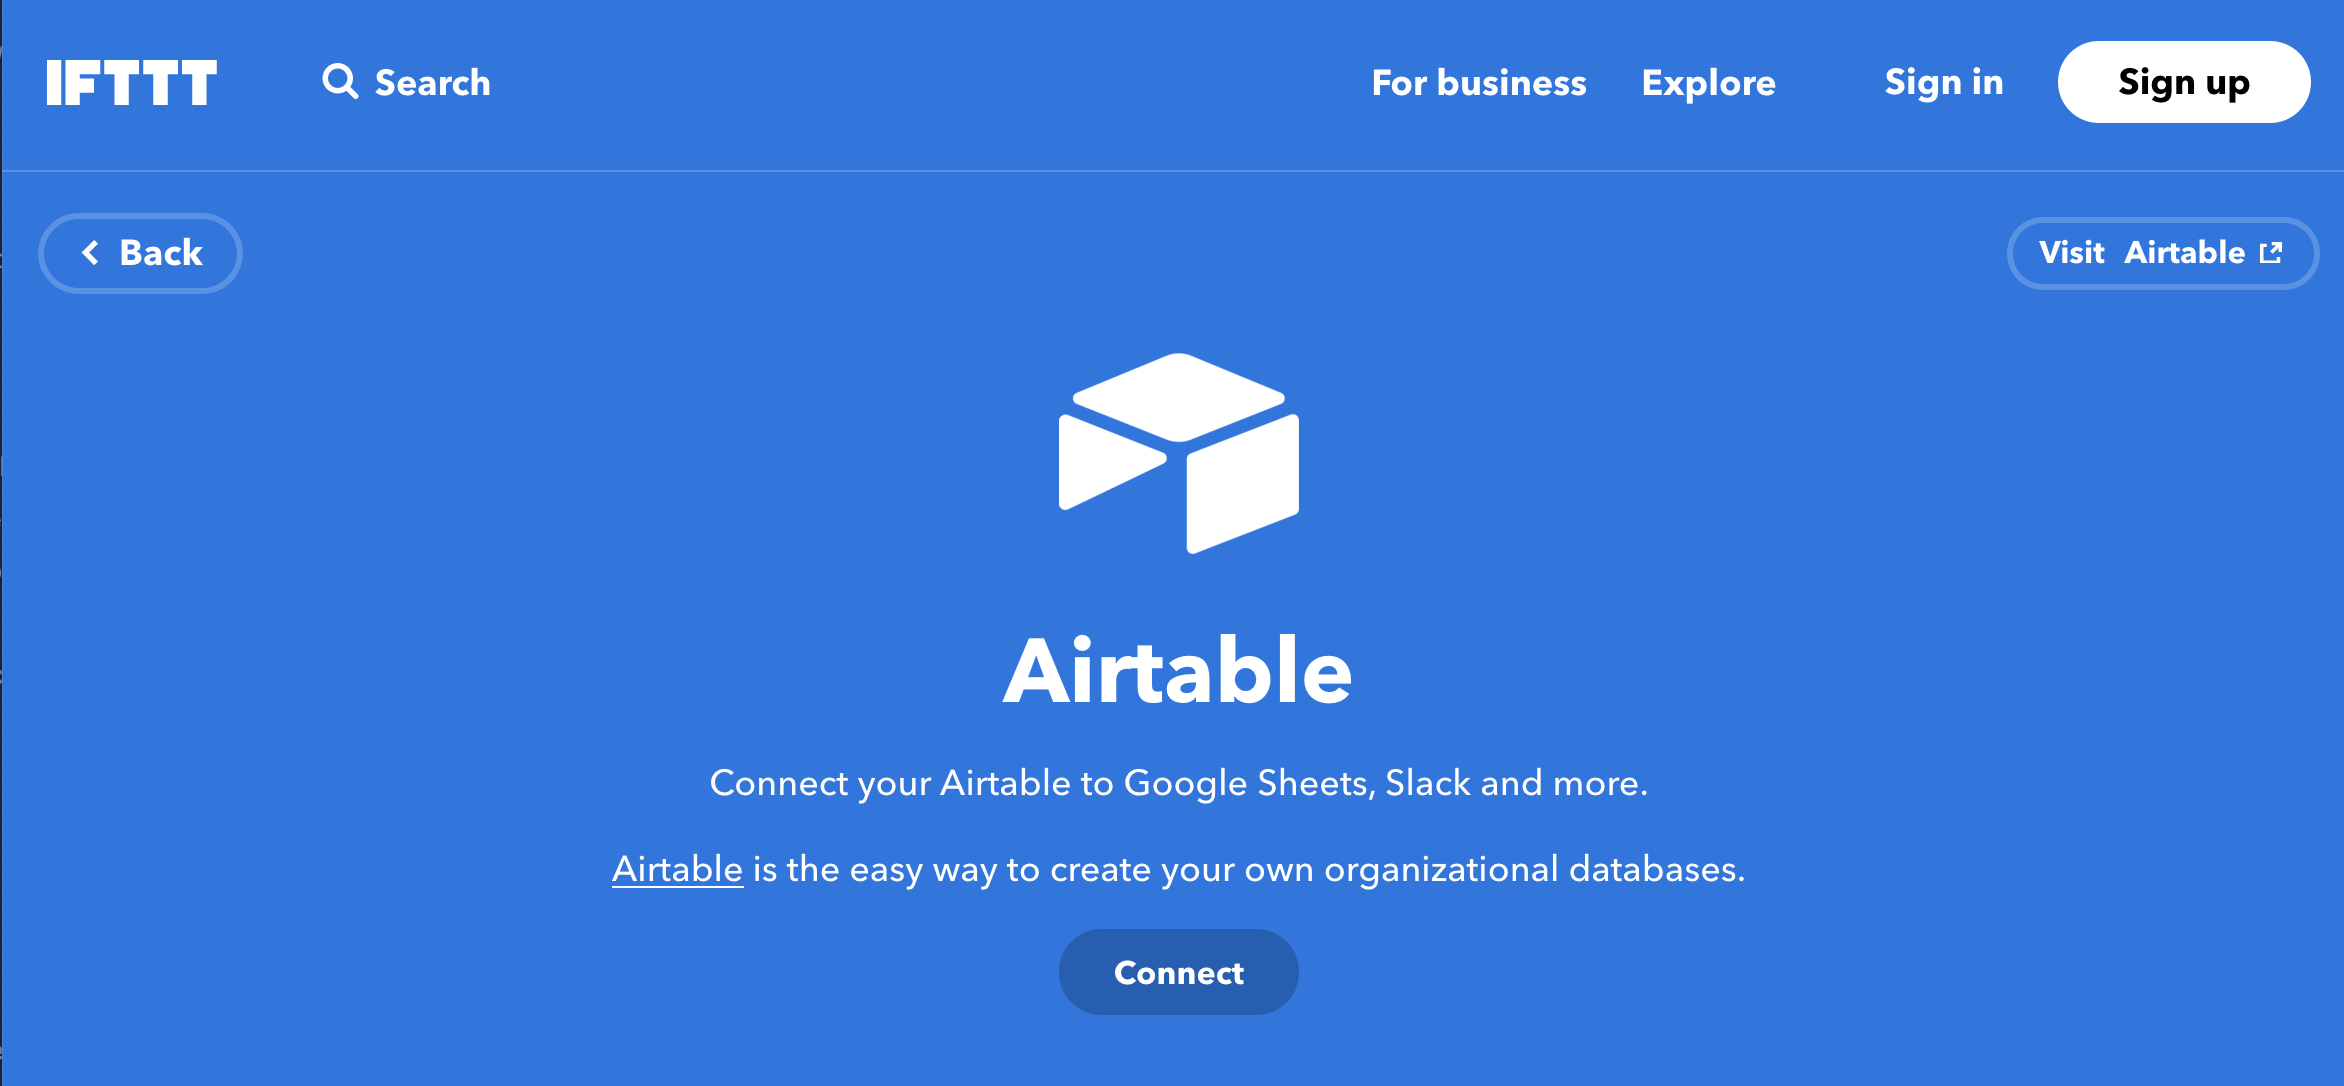 IFTTT
Search
For business
Explore
Sign in
Sign up
Back
Visit Airtable
Airtable
Connect your Airtable to Google Sheets, Slack and more.
Airtable is the easy way to create your own organizational databases.
Connect